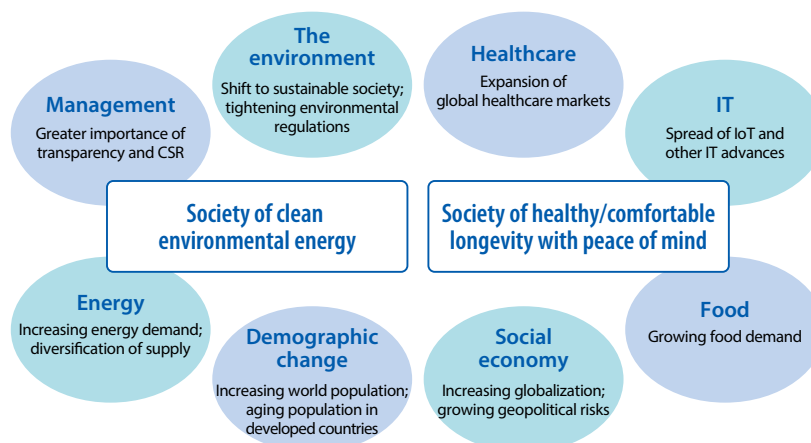 The
environment
Shift to sustainable society;
tightening environmental
regulations
Healthcare
Expansion of
global healthcare markets
Management
Greater importance of
transparency and CSR
IT
Spread of IoT and
other IT advances
Society of clean
environmental energy
Society of healthy/comfortable
longevity with peace of mind
Energy
Increasing energy demand;
diversification of supply
Demographic
change
Increasing world population;
aging population in
developed countries
Social
economy
Increasing globalization;
growing geopolitical risks
Food
Growing food demand